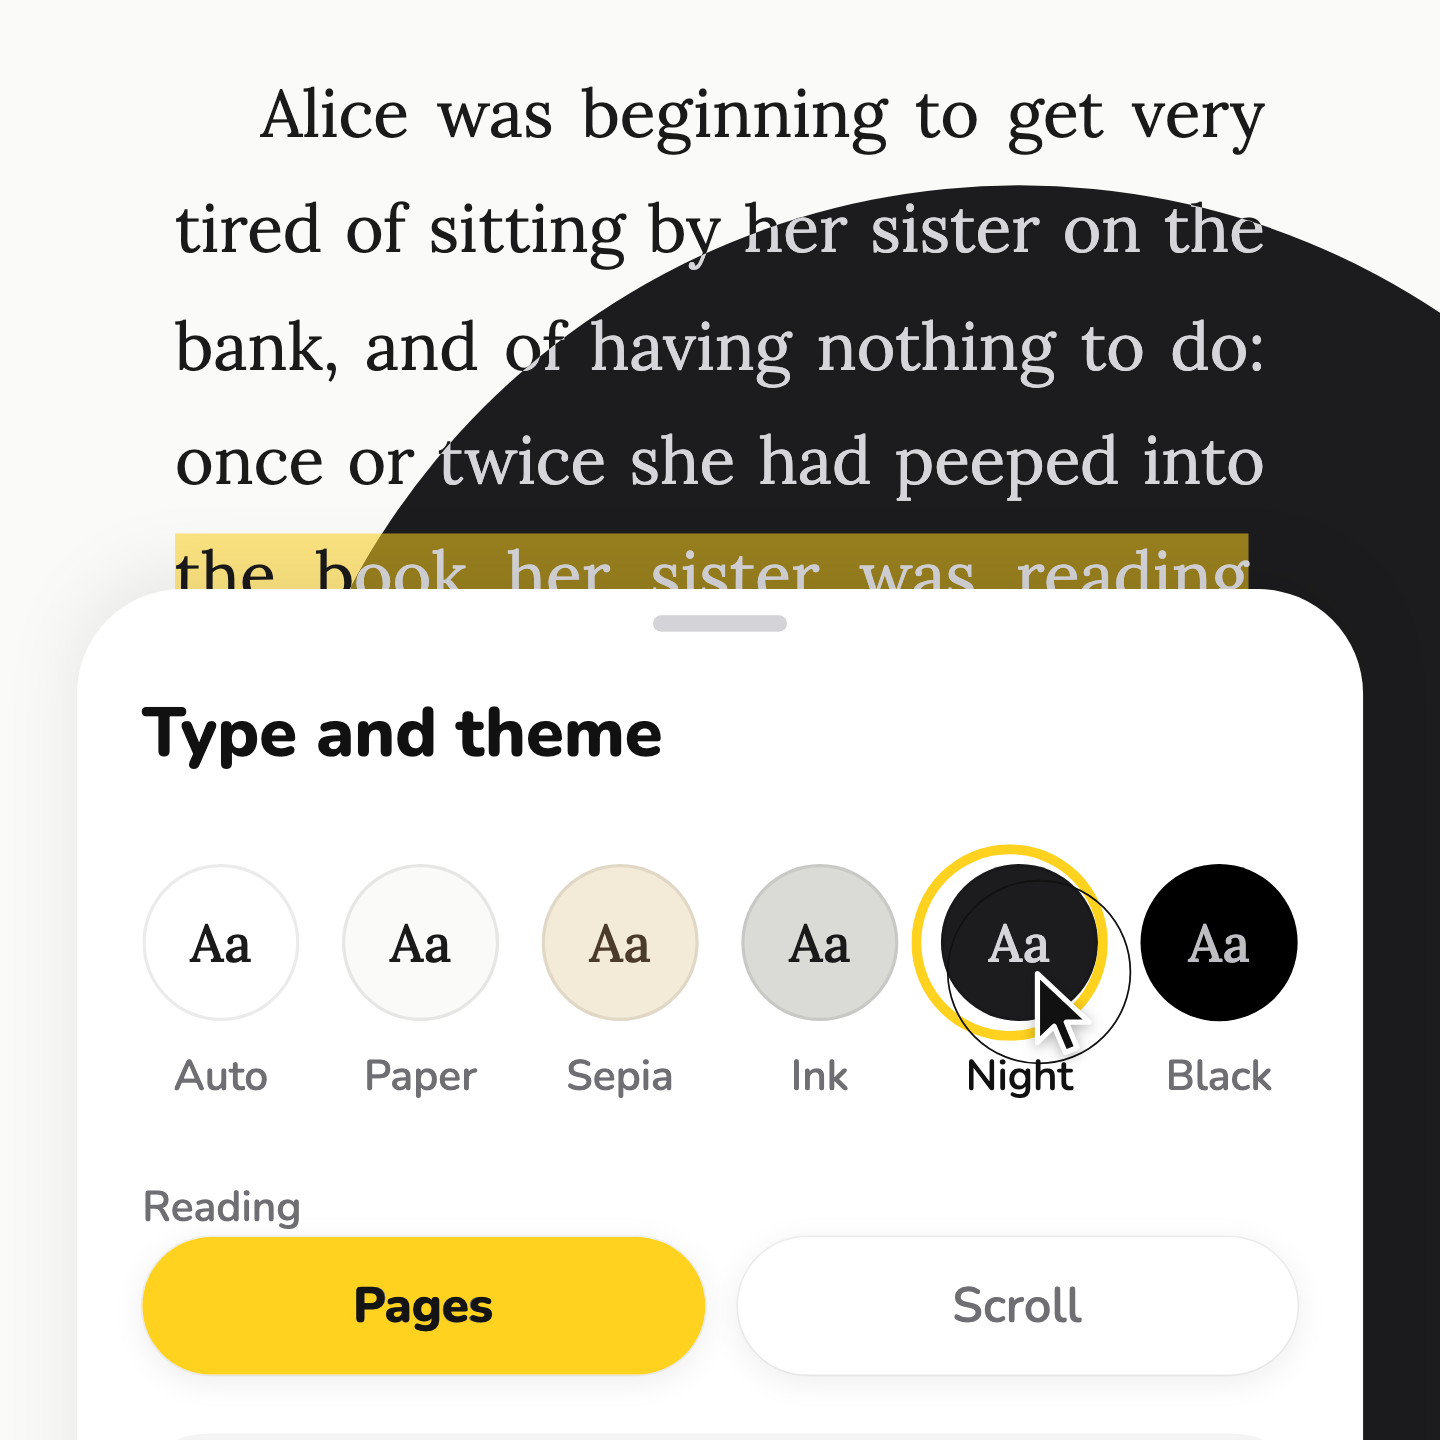 Alice was beginning to get very
tired of sitting by her sister on the
bank, and of having nothing to do:
once or twice she had peeped into
the book her sister was reading
Type and theme
Aa Aa Aa Aa Aa Aa
Auto Paper Sepia Ink Night Black
Reading
Pages Scroll